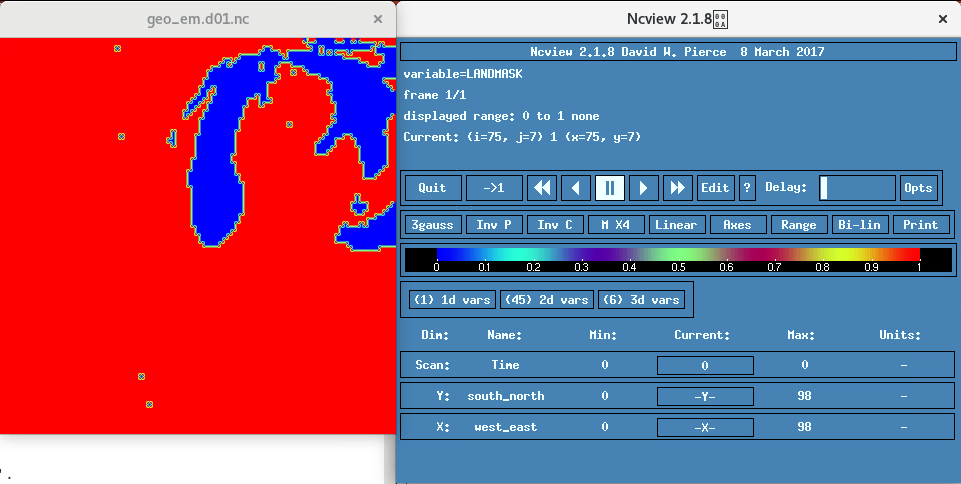 geo_em.d01.nc
Ncview 2.1.8
Ncview 2.1.8 David W. Pierce 8 March 2017
variable=LANDMASK
frame 1/1
displayed range: 0 to 1 none
Current: (i=75, j=7) 1 (x=75, y=7)
Quit ->1 Edit ? Delay: Opts
3gauss Inv P Inv C M X4 Linear Axes Range Bi-lin Print
0 0.1 0.2 0.3 0.4 0.5 0.6 0.7 0.8 0.9 1
(1) 1d vars (45) 2d vars (6) 3d vars
Dim: Name: Min: Current: Max: Units:
Scan: Time 0 0 0 -
Y: south_north 0 -Y- 98 -
X: west_east 0 -X- 98 -